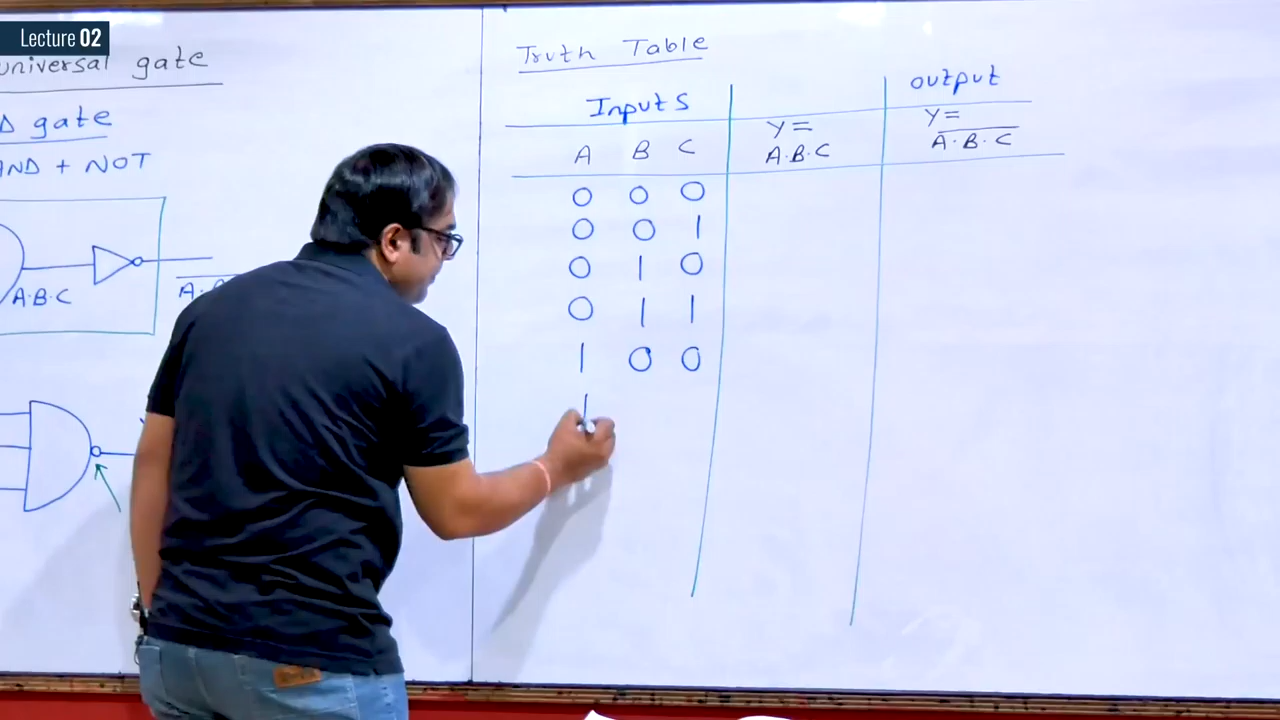 Lecture 02
universal gate
gate
AND + NOT
A.B.C
Truth Table
Inputs
output
A B C
Y =
A.B.C
Y =
A.B.C
0 0 0
0 0 1
0 1 0
0 1 1
1 0 0
1